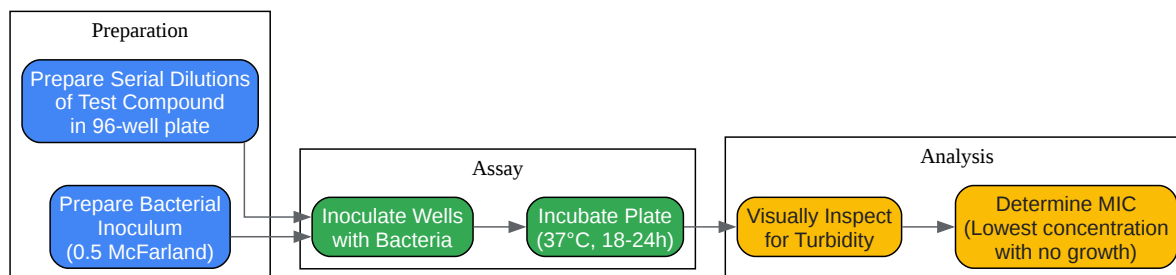 Preparation
Prepare Serial Dilutions
of Test Compound
in 96-well plate
Prepare Bacterial
Inoculum
(0.5 McFarland)
Assay
Inoculate Wells
with Bacteria
Incubate Plate
(37°C, 18-24h)
Analysis
Visually Inspect
for Turbidity
Determine MIC
(Lowest concentration
with no growth)